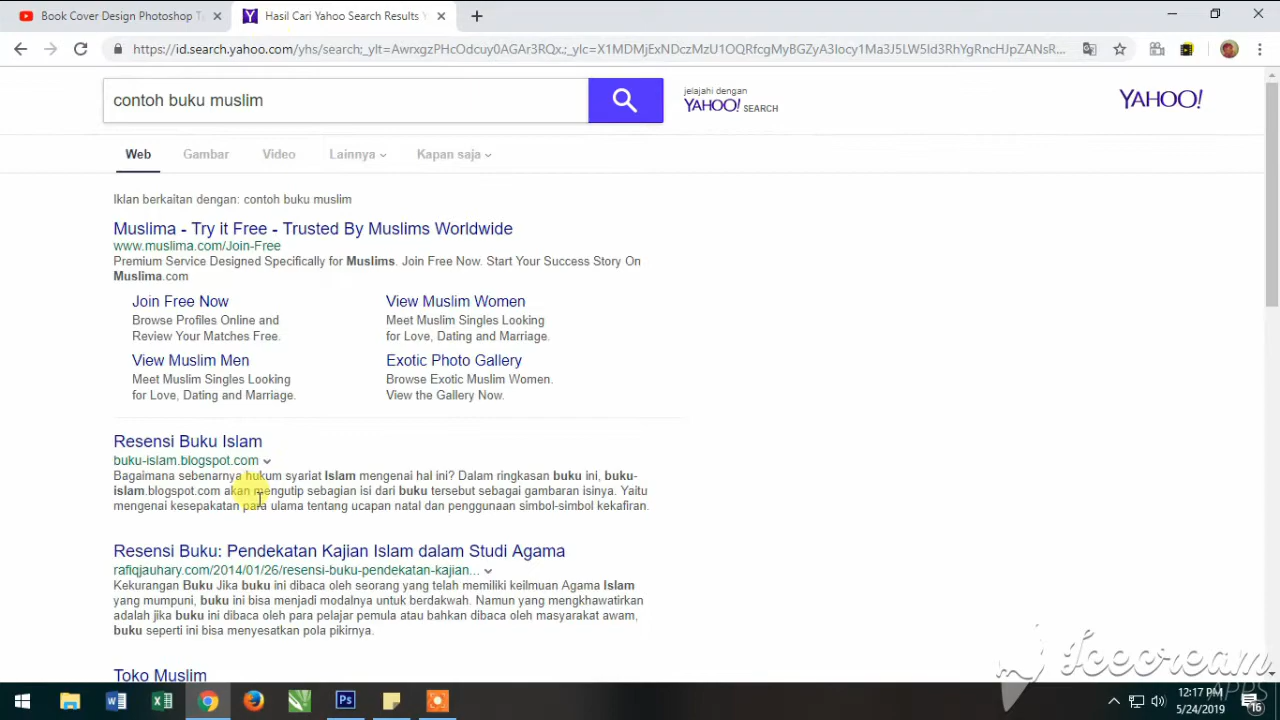 Book Cover Design Photoshop T
Hasil Cari Yahoo Search Results Y
https://id.search.yahoo.com/yhs/search;_ylt=AwrxgzPHcOdcuy0AGAr3RQx.;_ylc=X1MDMjExNDczMzU1OQRfcgMyBGZyA3locy1Ma3J5LW5ld3RhYgRncHJpZANsR...
contoh buku muslim
jelajahi dengan
YAHOO! SEARCH
YAHOO!
Web Gambar Video Lainnya Kapan saja
Iklan berkaitan dengan: contoh buku muslim
Muslima - Try it Free - Trusted By Muslims Worldwide
www.muslima.com/Join-Free
Premium Service Designed Specifically for Muslims. Join Free Now. Start Your Success Story On
Muslima.com
Join Free Now
Browse Profiles Online and
Review Your Matches Free.
View Muslim Women
Meet Muslim Singles Looking
for Love, Dating and Marriage.
View Muslim Men
Meet Muslim Singles Looking
for Love, Dating and Marriage.
Exotic Photo Gallery
Browse Exotic Muslim Women.
View the Gallery Now.
Resensi Buku Islam
buku-islam.blogspot.com
Bagaimana sebenarnya hukum syariat Islam mengenai hal ini? Dalam ringkasan buku ini, buku-
islam.blogspot.com akan mengutip sebagian isi dari buku tersebut sebagai gambaran isinya. Yaitu
mengenai kesepakatan para ulama tentang ucapan natal dan penggunaan simbol-simbol kekafiran.
Resensi Buku: Pendekatan Kajian Islam dalam Studi Agama
rafiqjauhary.com/2014/01/26/resensi-buku-pendekatan-kajian...
Kekurangan Buku Jika buku ini dibaca oleh seorang yang telah memiliki keilmuan Agama Islam
yang mumpuni, buku ini bisa menjadi modalnya untuk berdakwah. Namun yang mengkhawatirkan
adalah jika buku ini dibaca oleh para pelajar pemula atau bahkan dibaca oleh masyarakat awam,
buku seperti ini bisa menyesatkan pola pikirnya.
Toko Muslim
Icecream
APPS
Ps
12:17 PM
5/24/2019
16